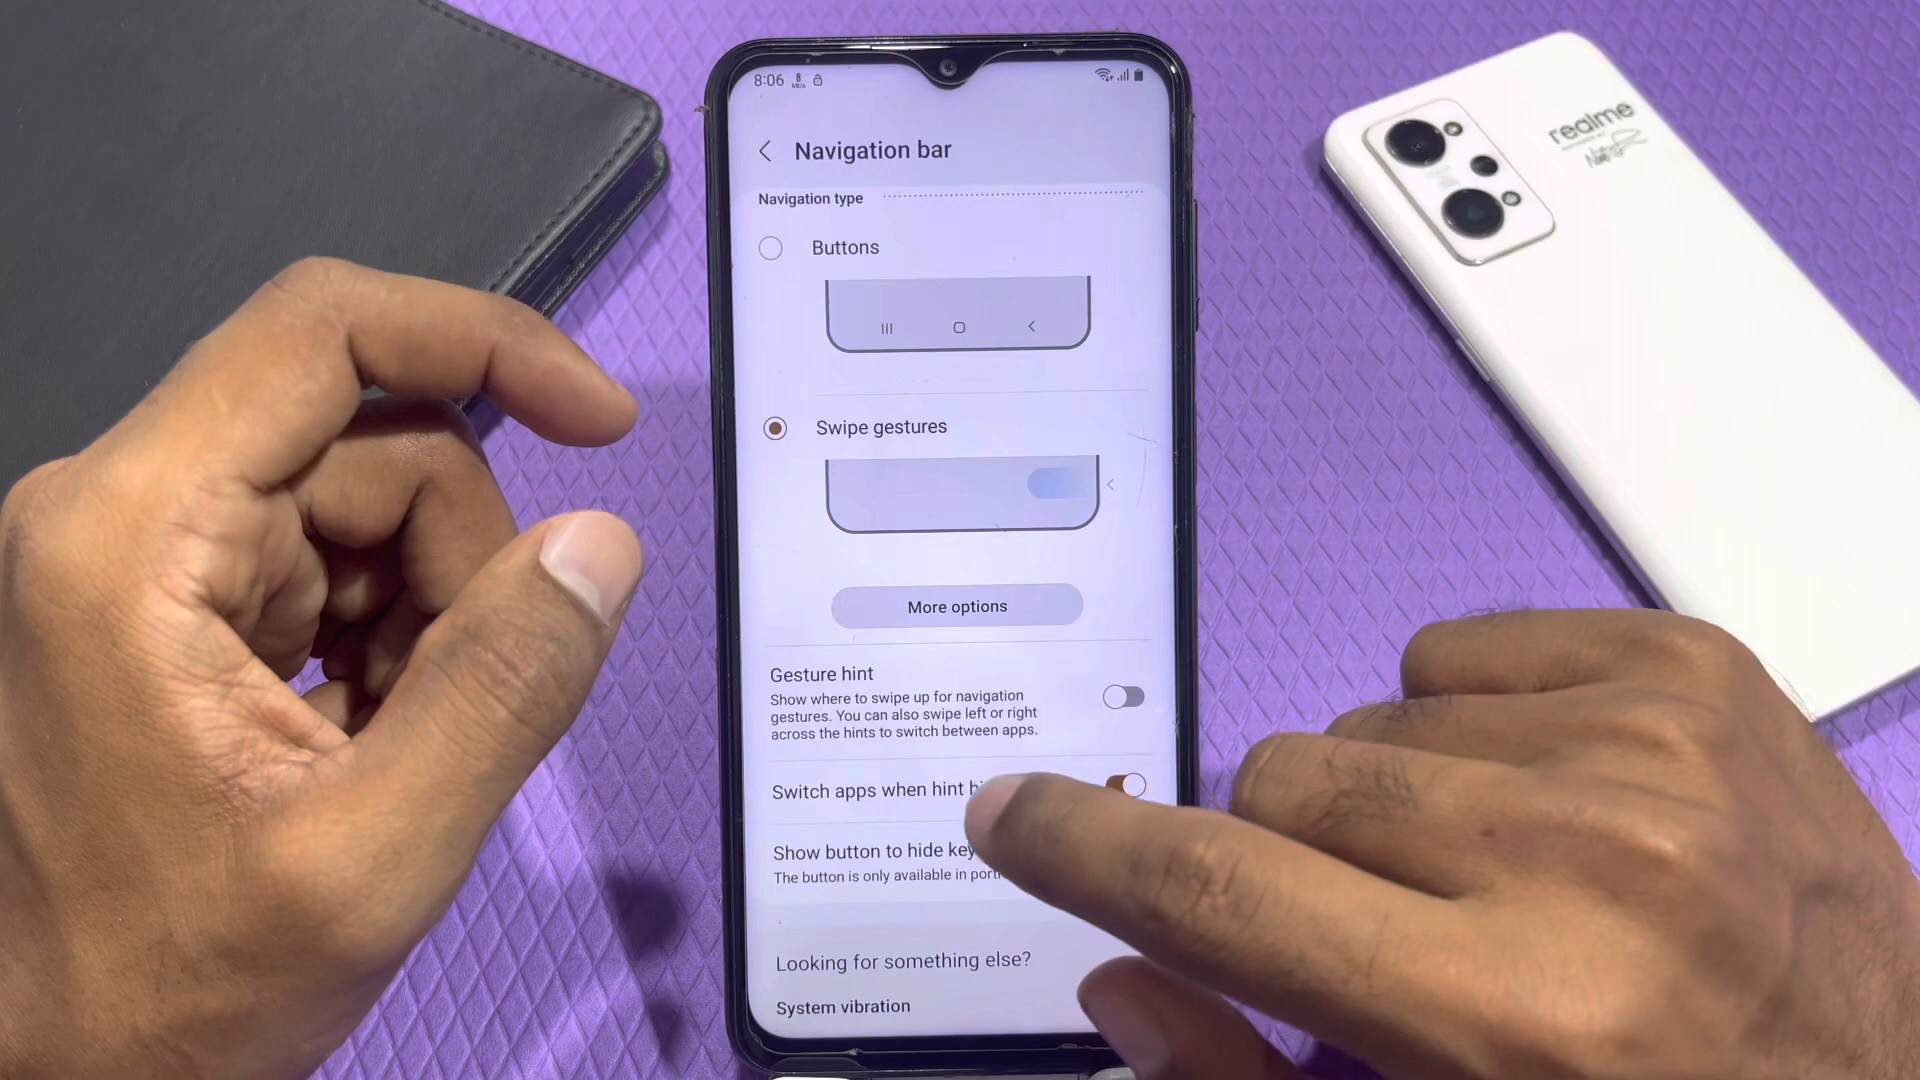 8:06
8
kB/s
Navigation bar
Navigation type
Buttons
Swipe gestures
More options
Gesture hint
Show where to swipe up for navigation
gestures. You can also swipe left or right
across the hints to switch between apps.
Switch apps when hint
Show button to hide
The button is only available in
Looking for something else?
System vibration
realme